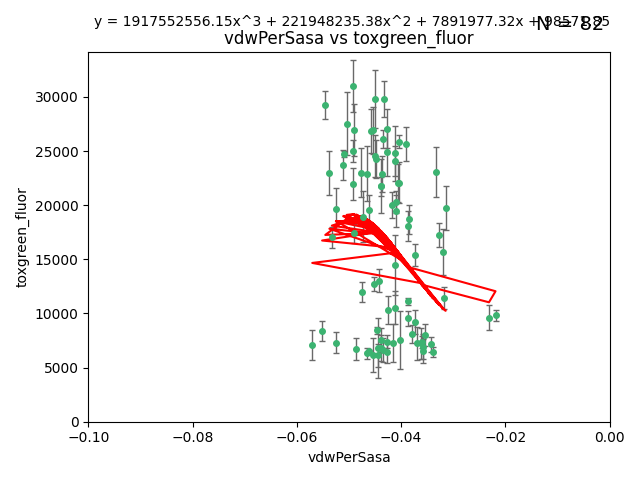 y = 1917552556.15x^3 + 221948235.38x^2 + 7891977.32x +
N = 82
vdwPerSasa vs toxgreen_fluor
toxgreen_fluor
30000
25000
20000
15000
10000
5000
0
−0.10 −0.08 −0.06 −0.04 −0.02 0.00
vdwPerSasa